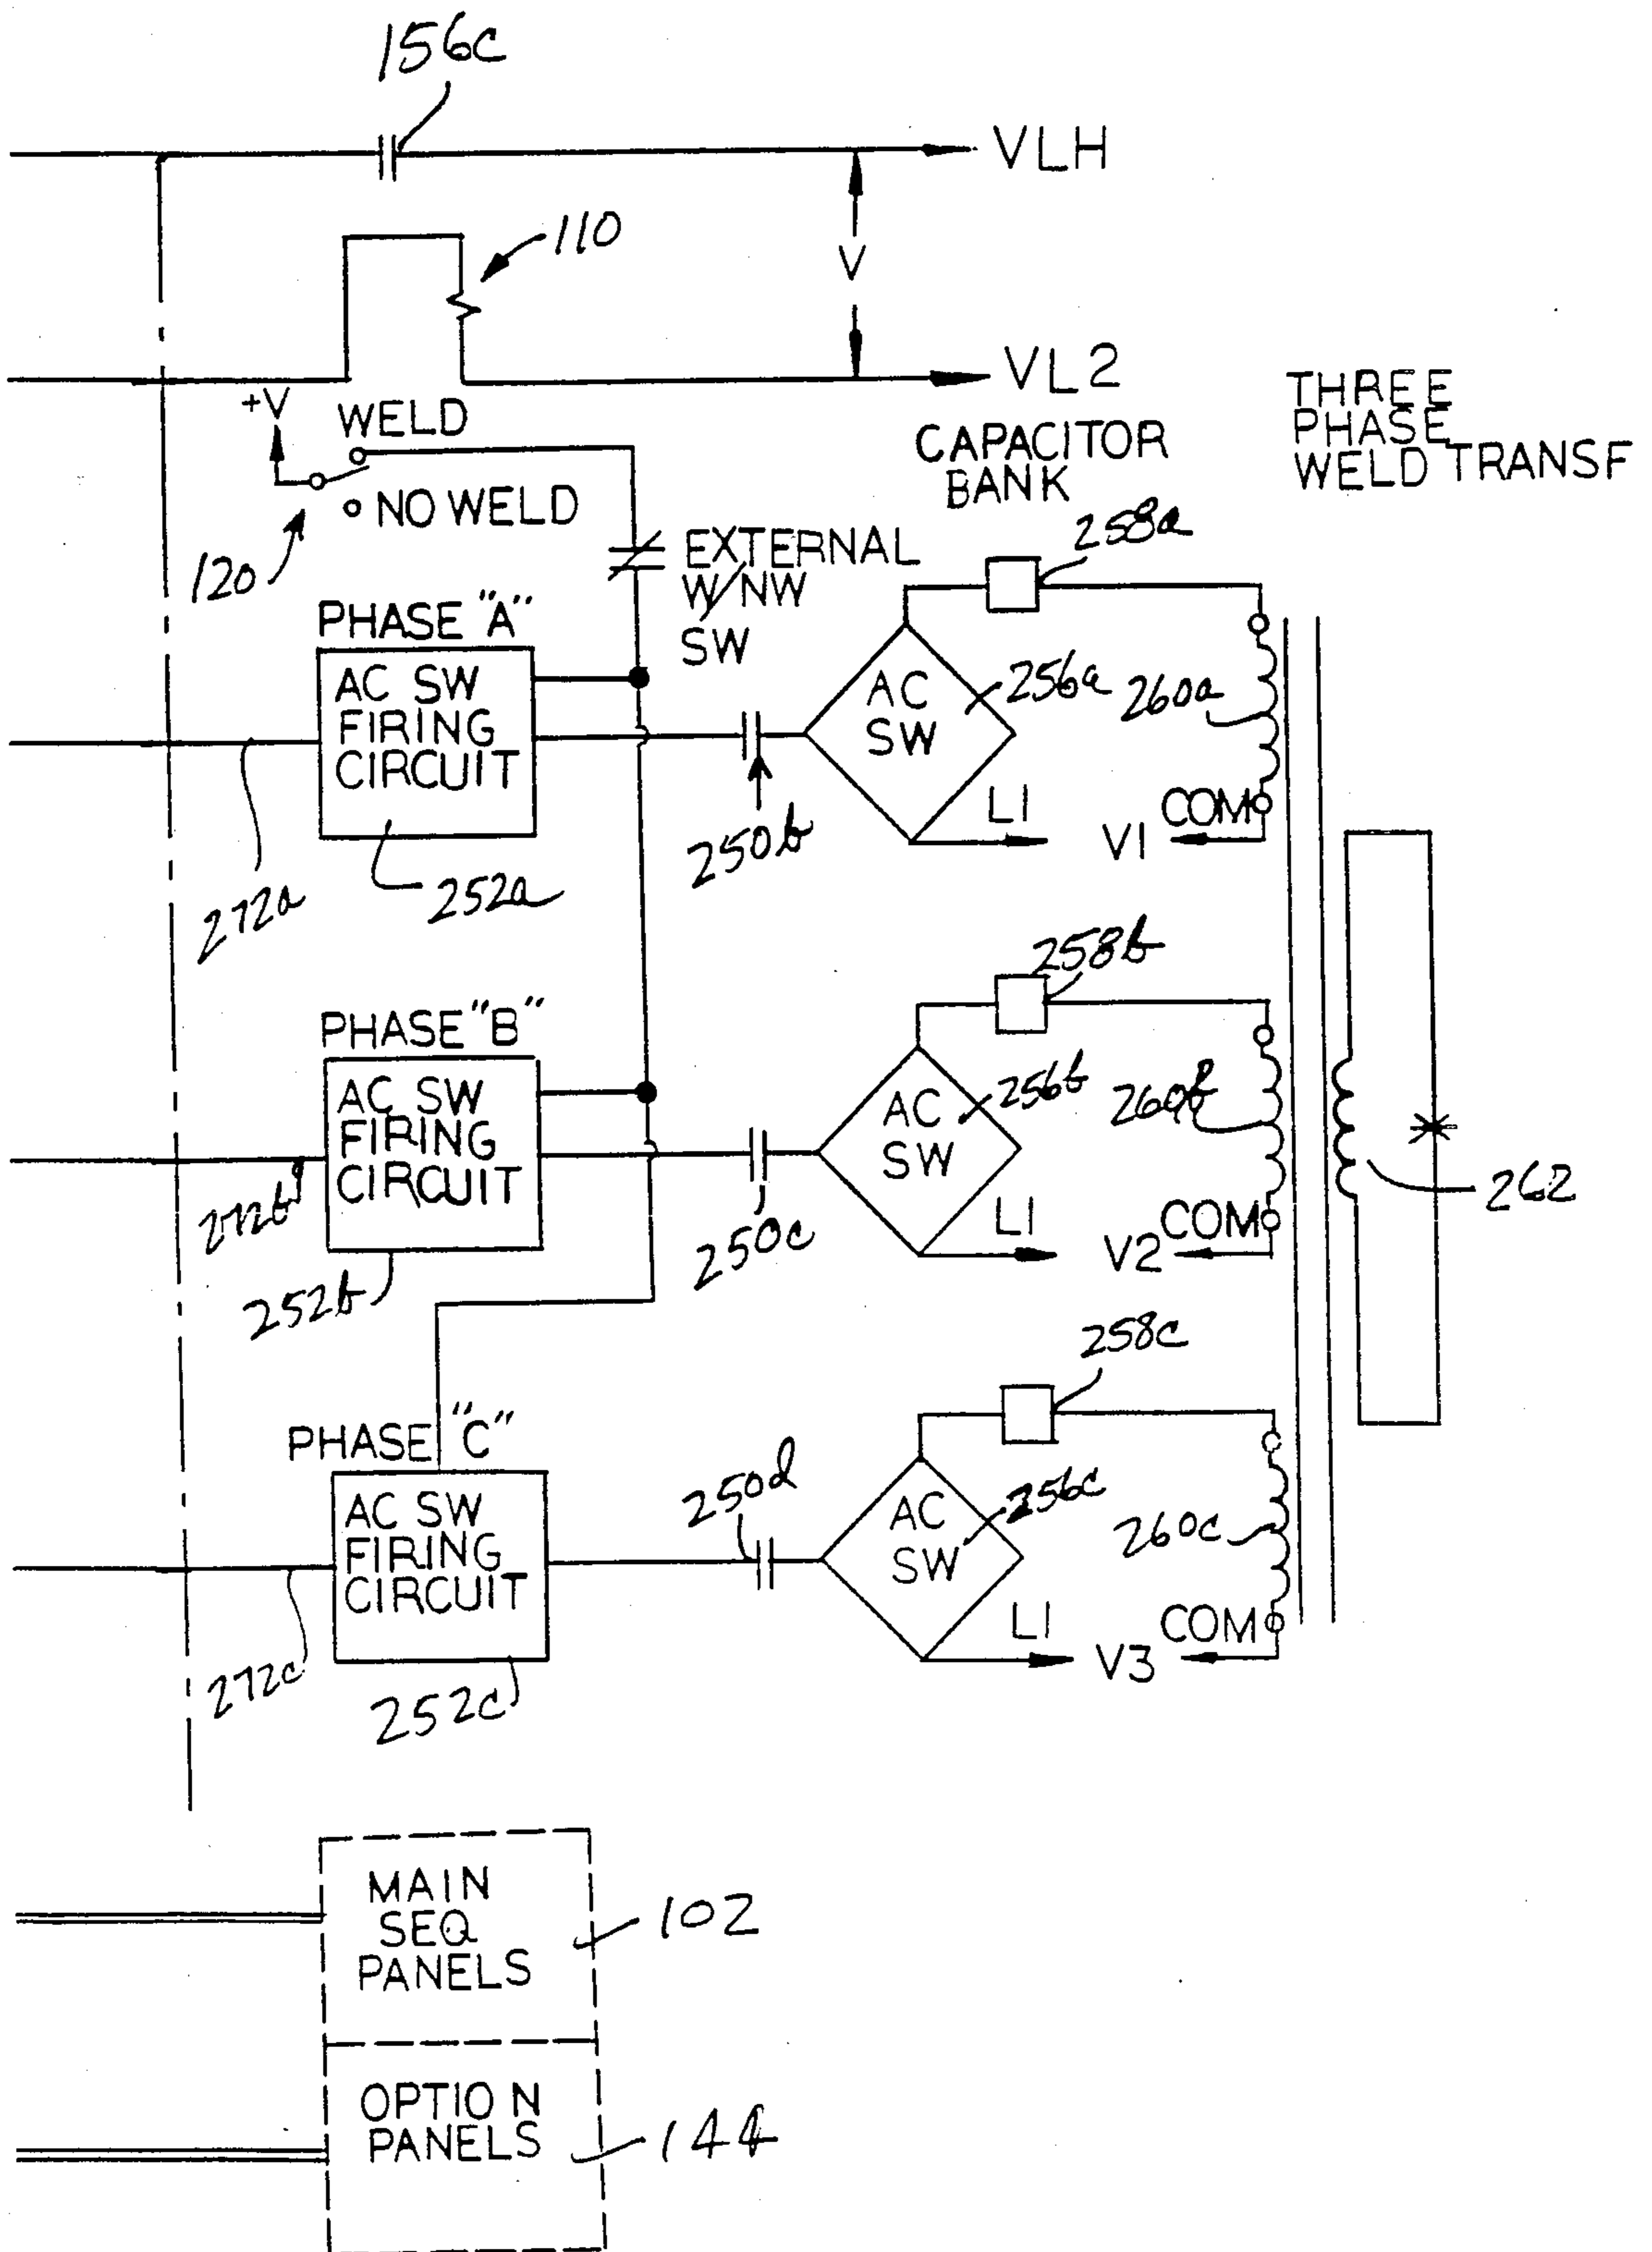 156c
VLH
110
V
VL2
+V
WELD
NO WELD
120
CAPACITOR
BANK
THREE
PHASE
WELD TRANSF
EXTERNAL
W/NW
SW
258a
PHASE "A"
AC SW
FIRING
CIRCUIT
AC
SW
256a
260a
L1
V1
COM
250b
272a
252a
258b
PHASE "B"
AC SW
FIRING
CIRCUIT
AC
SW
256b
260b
262
272b
250c
L1
V2
COM
252b
258c
PHASE "C"
AC SW
FIRING
CIRCUIT
250d
AC
SW
256c
260c
L1
V3
COM
272c
252c
MAIN
SEQ
PANELS
102
OPTION
PANELS
144